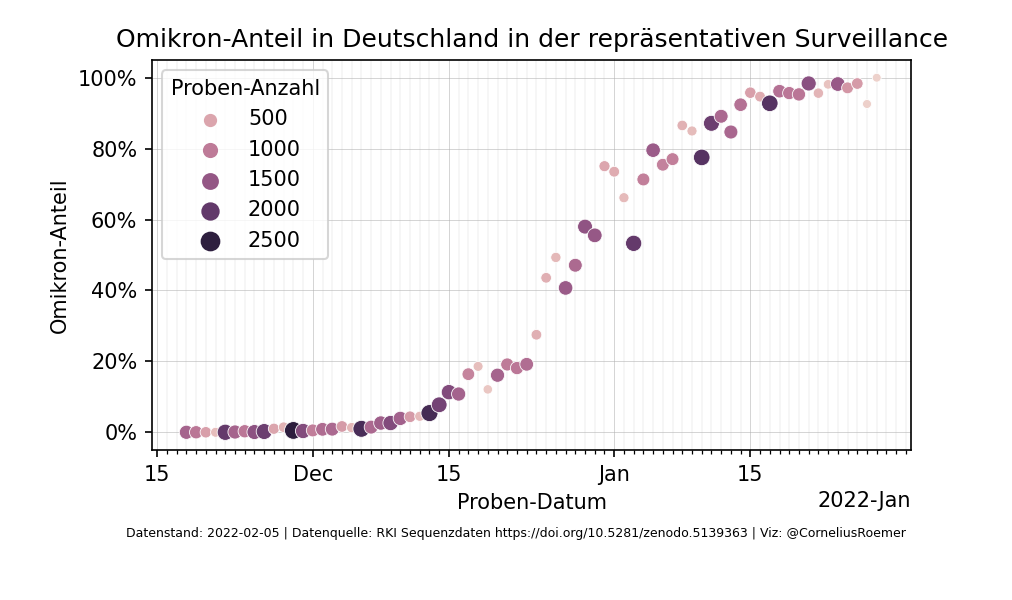 Omikron-Anteil in Deutschland in der repräsentativen Surveillance
Proben-Anzahl
500
1000
1500
2000
2500
Omikron-Anteil
100%
80%
60%
40%
20%
0%
15 Dec 15 Jan 15
Proben-Datum 2022-Jan
Datenstand: 2022-02-05 | Datenquelle: RKI Sequenzdaten https://doi.org/10.5281/zenodo.5139363 | Viz: @CorneliusRoemer